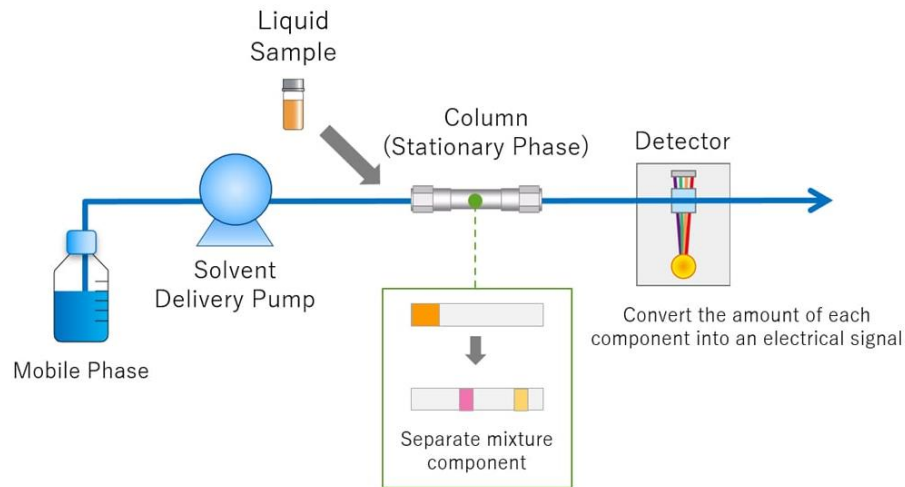 Liquid
Sample
Column
(Stationary Phase)
Detector
Solvent
Delivery Pump
Mobile Phase
Convert the amount of each
component into an electrical signal
Separate mixture
component